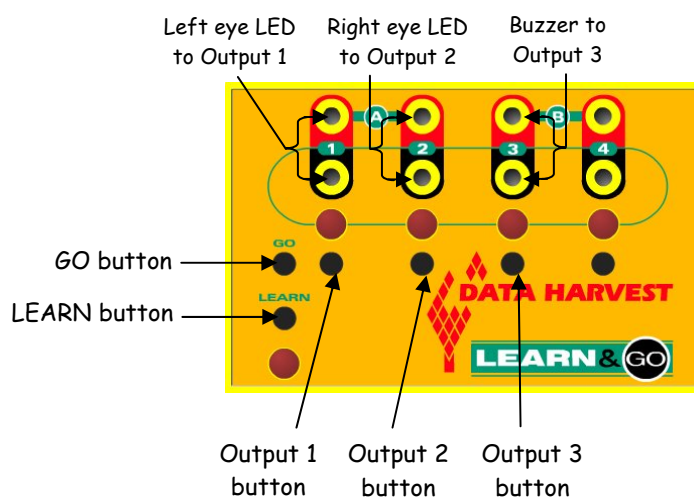 Left eye LED
to Output 1
Right eye LED
to Output 2
Buzzer to
Output 3
A
B
1
2
3
4
GO
GO button
LEARN
LEARN button
DATA HARVEST
LEARN & GO
Output 1
button
Output 2
button
Output 3
button